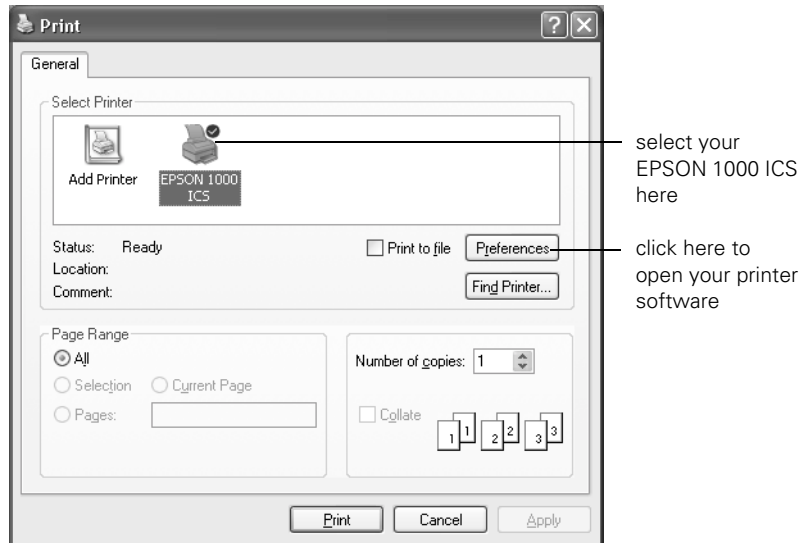 Print
General
Select Printer
Add Printer
EPSON 1000
ICS
select your
EPSON 1000 ICS
here
Status: Ready
Print to file
Preferences
click here to
open your printer
software
Location:
Comment:
Find Printer...
Page Range
All
Selection
Current Page
Pages:
Number of copies: 1
Collate
1 1 2 2 3 3
Print
Cancel
Apply